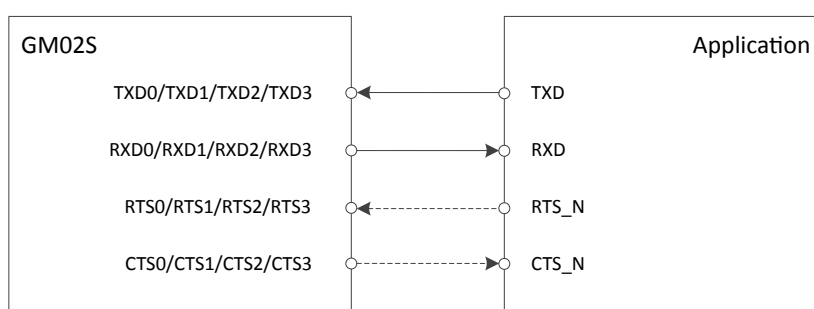 GM02S
Application
TXD0/TXD1/TXD2/TXD3
TXD
RXD0/RXD1/RXD2/RXD3
RXD
RTS0/RTS1/RTS2/RTS3
RTS_N
CTS0/CTS1/CTS2/CTS3
CTS_N